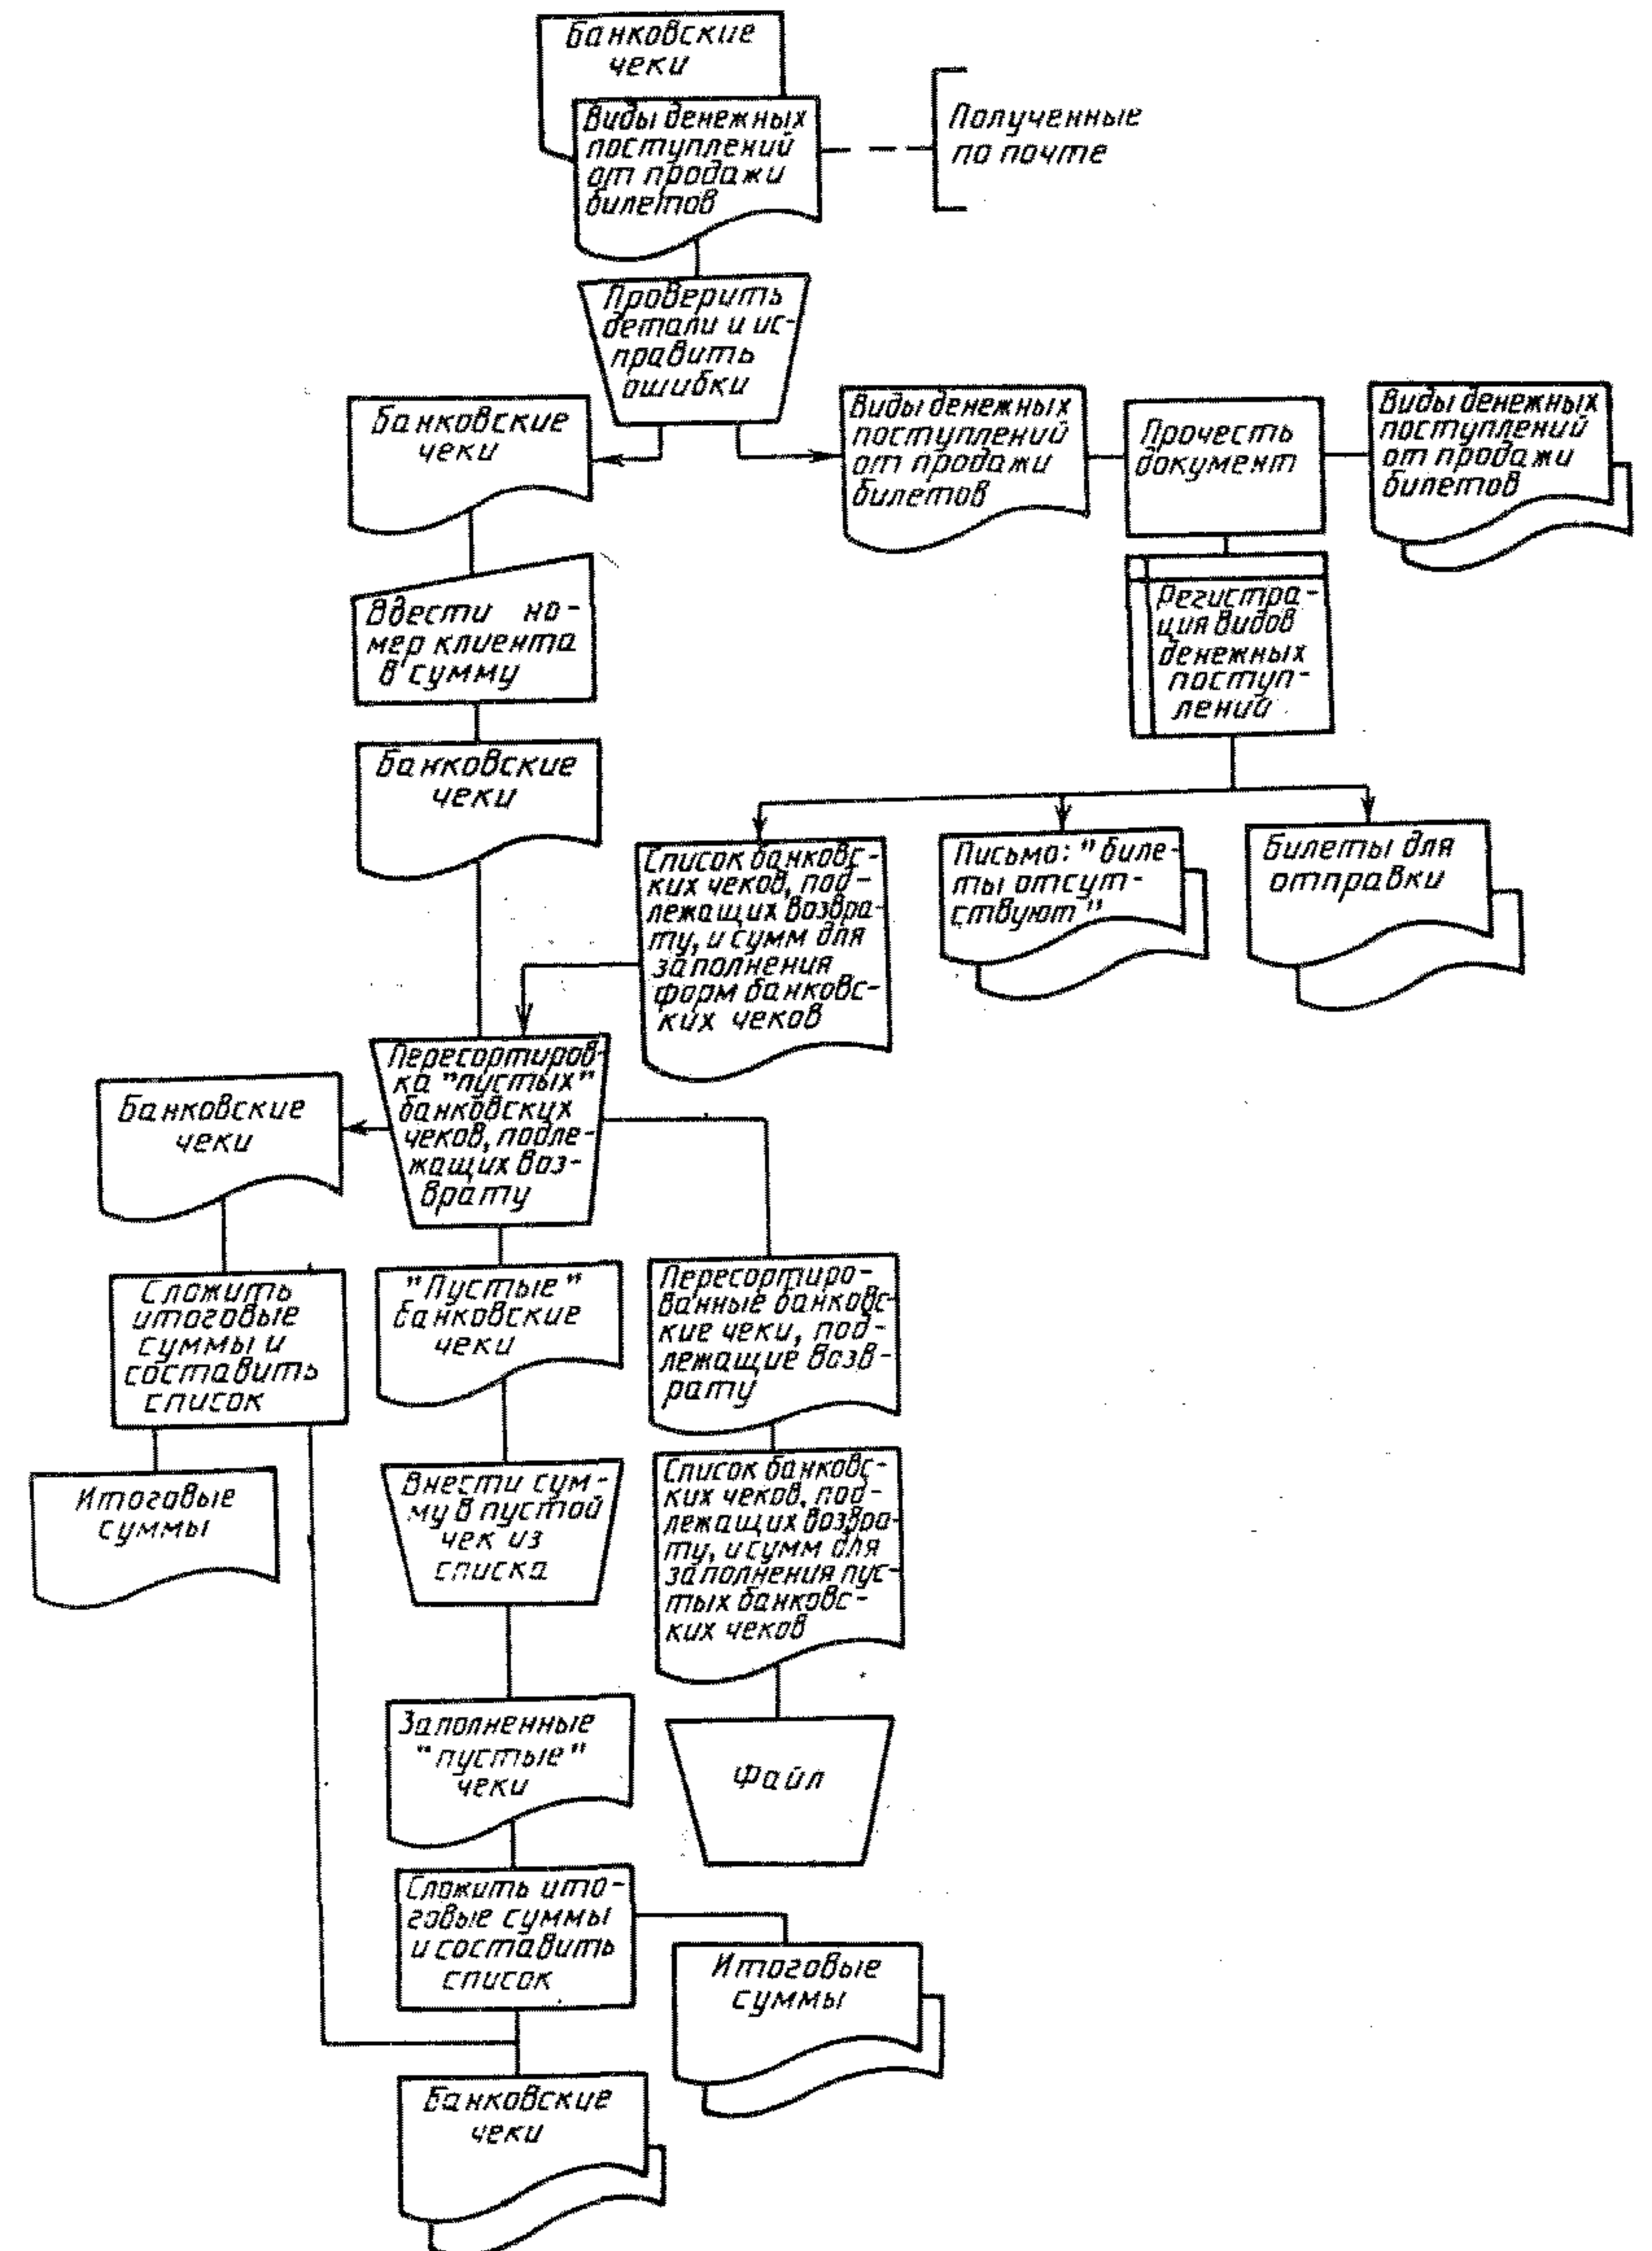 Банковские
чеки
Виды денежных
поступлений
от продажи
билетов
Полученные
по почте
Проверить
детали и ис-
править
ошибки
Банковские
чеки
Виды денежных
поступлений
от продажи
билетов
Прочесть
документ
Виды денежных
поступлений
от продажи
билетов
Ввести но-
мер клиента
в сумму
Регистра-
ция видов
денежных
поступ-
лений
Банковские
чеки
Список банковс-
ких чеков, под-
лежащих возвра-
ту, и сумм для
заполнения
форм банковс-
ких чеков
Письмо: "биле-
ты отсут-
ствуют"
Билеты для
отправки
Пересортиров-
ка "пустых"
банковских
чеков, подле-
жащих воз-
врату
Банковские
чеки
Сложить
итоговые
суммы и
составить
список
"Пустые"
банковские
чеки
Пересортиро-
ванные банковс-
кие чеки, под-
лежащие возв-
рату
Итоговые
суммы
Внести сум-
му в пустой
чек из
списка
Список банковс-
ких чеков, под-
лежащих возвра-
ту, и сумм для
заполнения пус-
тых банковс-
ких чеков
Заполненные
"пустые"
чеки
Файл
Сложить ито-
говые суммы
и составить
список
Итоговые
суммы
Банковские
чеки